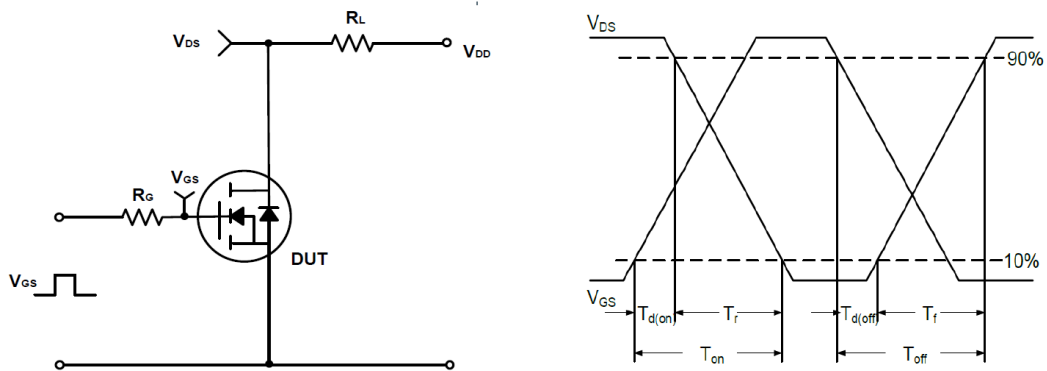 RL
VDS
VDD
VGS
RG
DUT
VGS
VDS
90%
10%
VGS
Td(on)
Tr
Td(off)
Tf
Ton
Toff